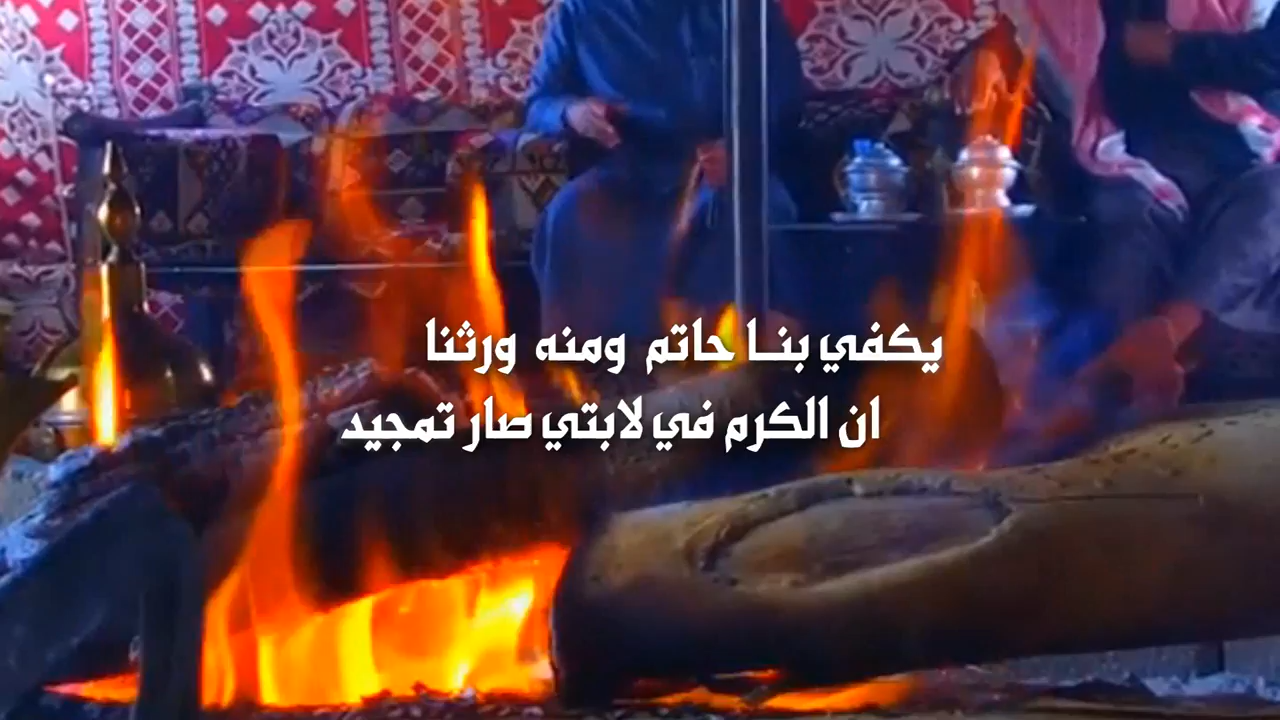 يكفي بنا حاتم ومنه ورثنا
ان الكرم في لابتي صار تمجيد